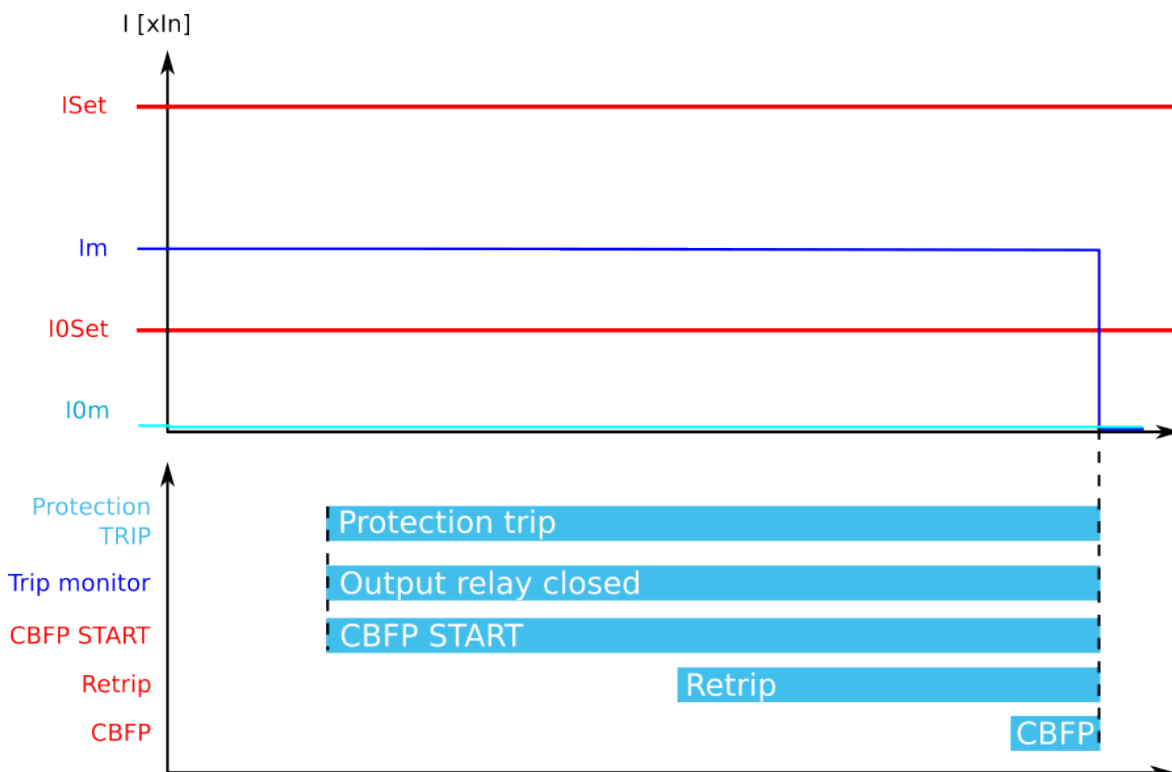 I [xIn]
ISet
Im
I0Set
I0m
Protection
TRIP
Protection trip
Trip monitor
Output relay closed
CBFP START
CBFP START
Retrip
Retrip
CBFP
CBFP